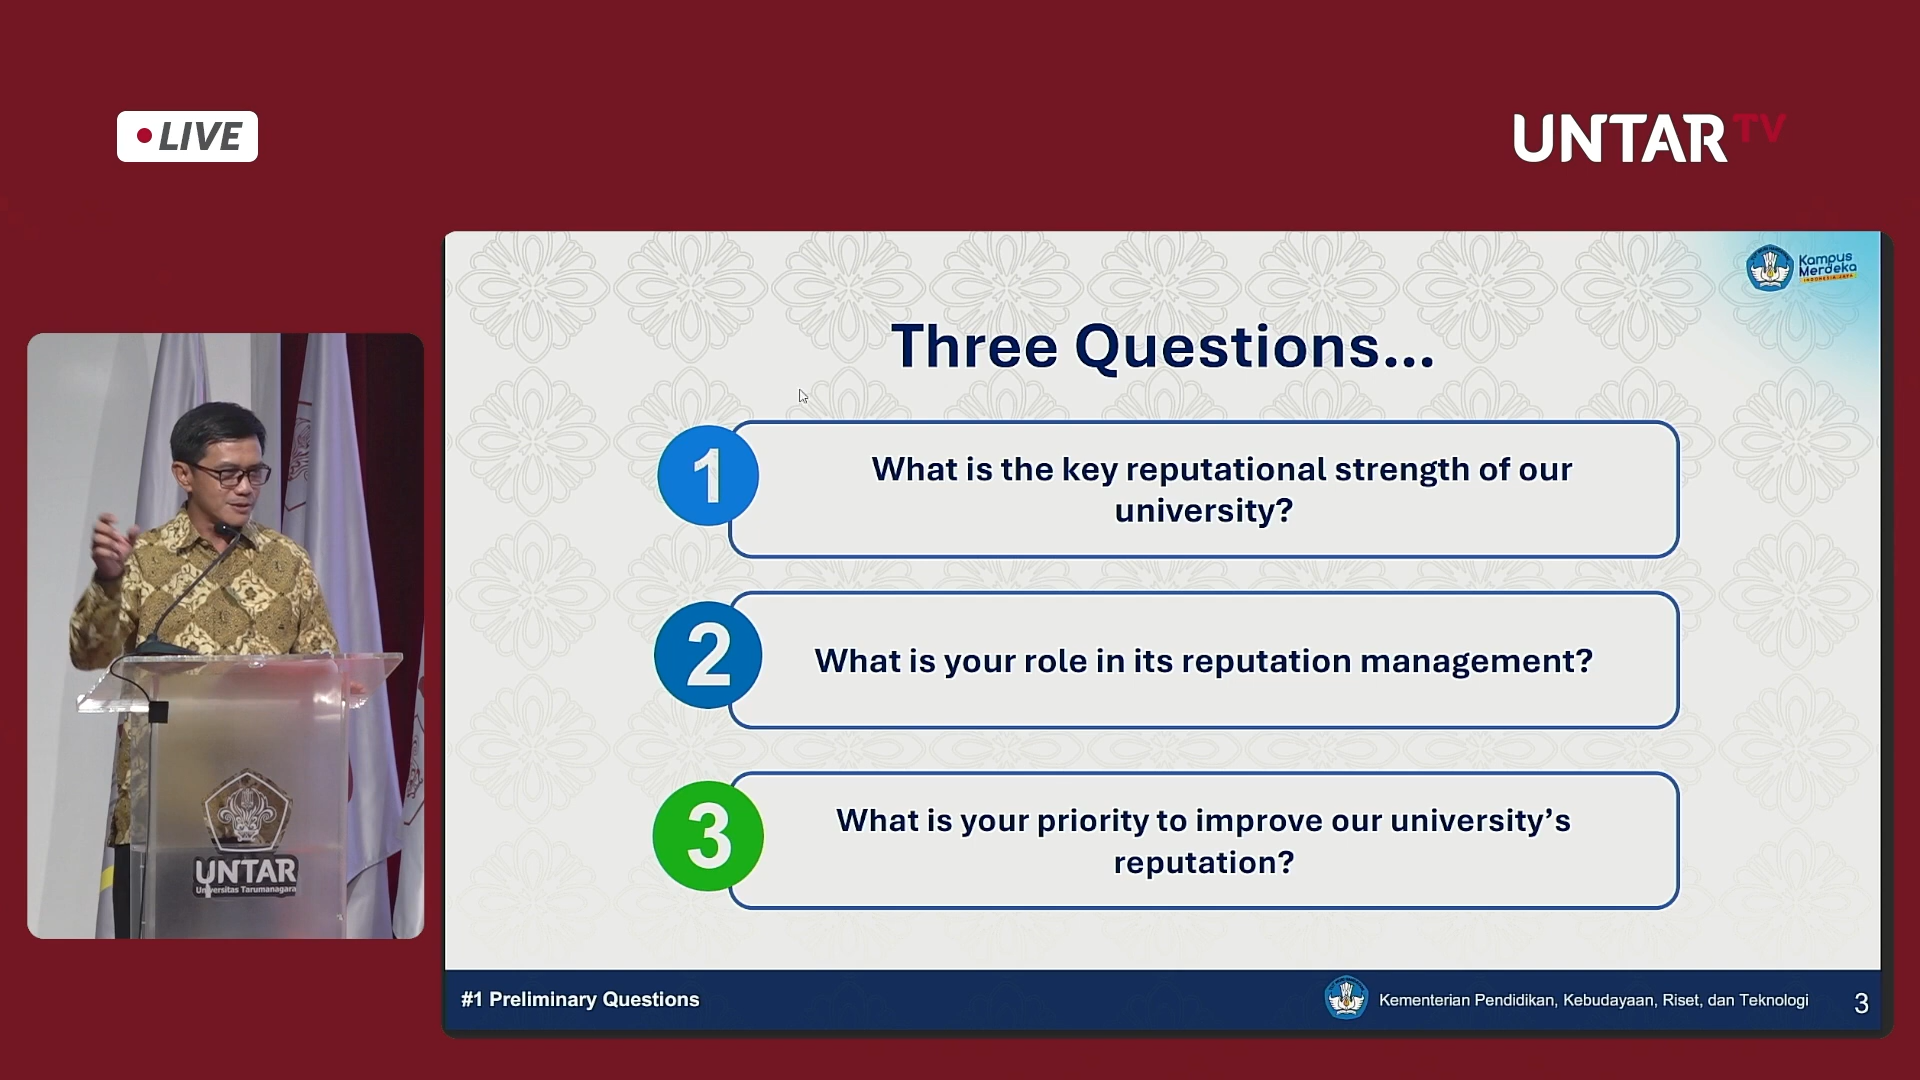 LIVE
UNTAR TV
Kampus
Merdeka
INDONESIA JAYA
Three Questions...
1
What is the key reputational strength of our
university?
2
What is your role in its reputation management?
3
What is your priority to improve our university’s
reputation?
UNTAR
Universitas Tarumanagara
#1 Preliminary Questions
Kementerian Pendidikan, Kebudayaan, Riset, dan Teknologi
3